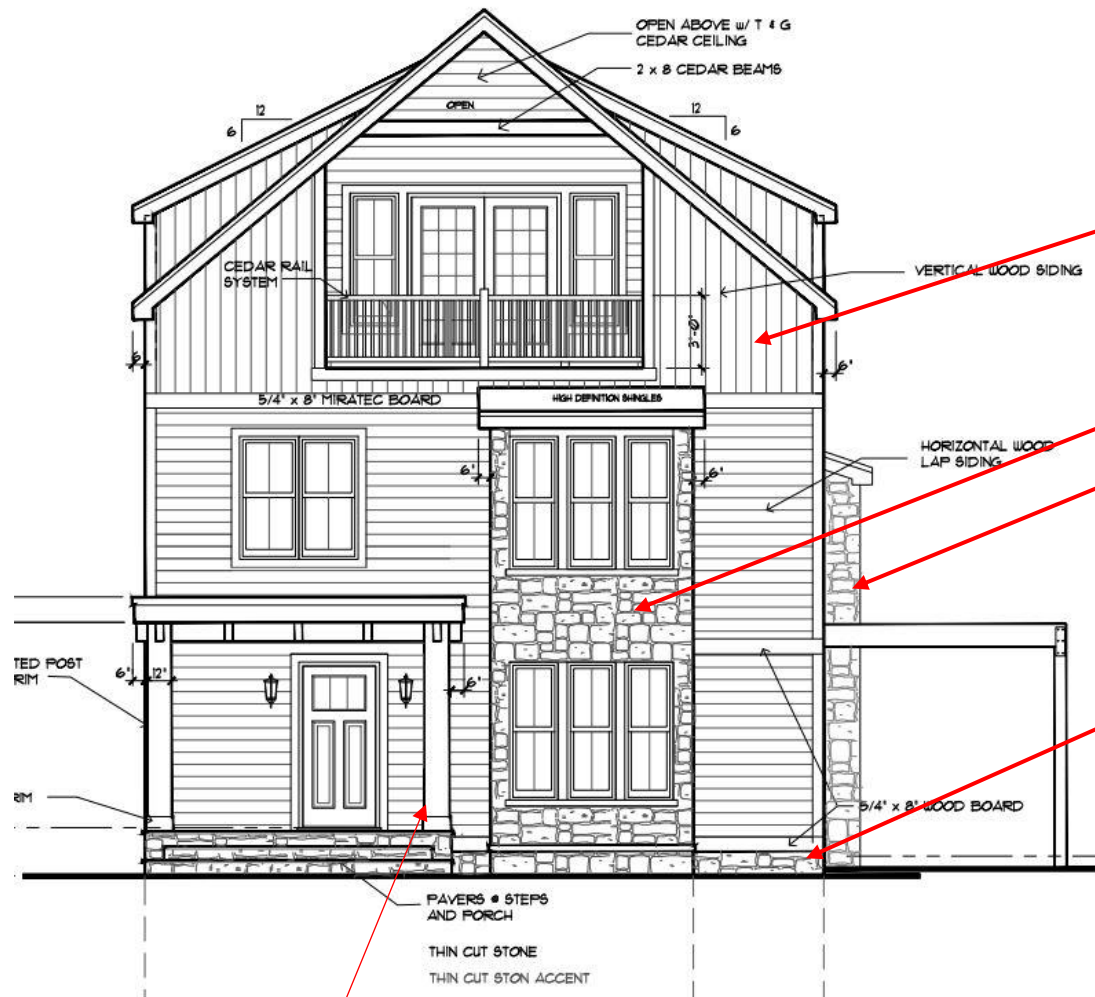 OPEN ABOVE w/ T & G
CEDAR CEILING
2 x 8 CEDAR BEAMS
OPEN
12
6
12
6
CEDAR RAIL
SYSTEM
VERTICAL WOOD SIDING
3'-0"
6"
6"
5/4" x 8" MIRATEC BOARD
HIGH DEFINITION SHINGLES
HORIZONTAL WOOD
LAP SIDING
6"
6"
TED POST
RIM
6"
12"
6"
RIM
5/4" x 8" WOOD BOARD
PAVERS @ STEPS
AND PORCH
THIN CUT STONE
THIN CUT STON ACCENT